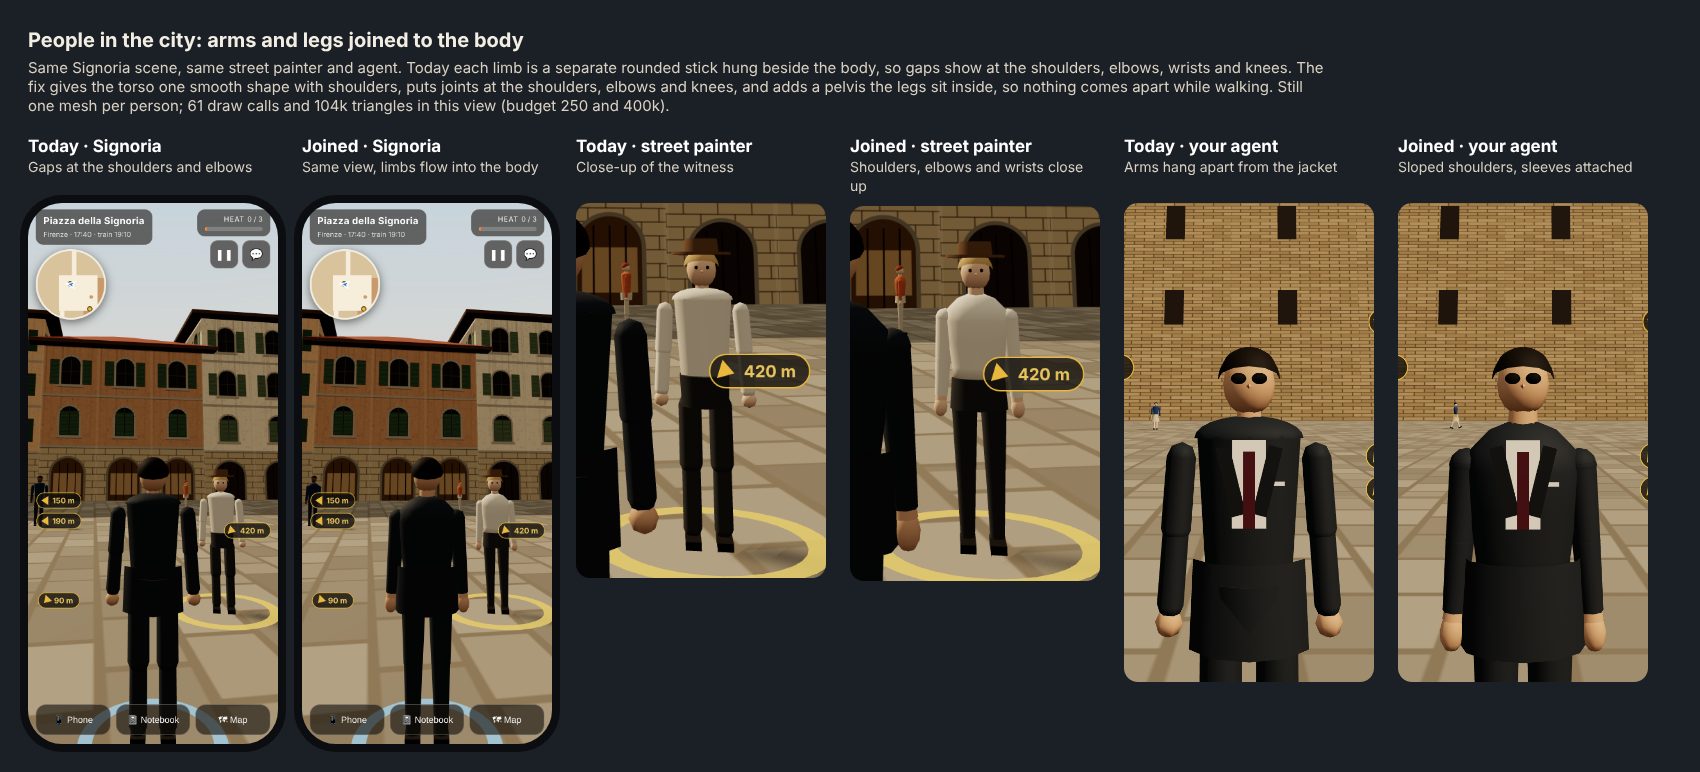 People in the city: arms and legs joined to the body
Same Signoria scene, same street painter and agent. Today each limb is a separate rounded stick hung beside the body, so gaps show at the shoulders, elbows, wrists and knees. The
fix gives the torso one smooth shape with shoulders, puts joints at the shoulders, elbows and knees, and adds a pelvis the legs sit inside, so nothing comes apart while walking. Still
one mesh per person; 61 draw calls and 104k triangles in this view (budget 250 and 400k).
Today · Signoria
Gaps at the shoulders and elbows
Piazza della Signoria
Firenze · 17:40 · train 19:10
HEAT 0 / 3
150 m
190 m
420 m
90 m
Phone
Notebook
Map
Joined · Signoria
Same view, limbs flow into the body
Piazza della Signoria
Firenze · 17:40 · train 19:10
HEAT 0 / 3
150 m
190 m
420 m
90 m
Phone
Notebook
Map
Today · street painter
Close-up of the witness
420 m
Joined · street painter
Shoulders, elbows and wrists close
up
420 m
Today · your agent
Arms hang apart from the jacket
Joined · your agent
Sloped shoulders, sleeves attached